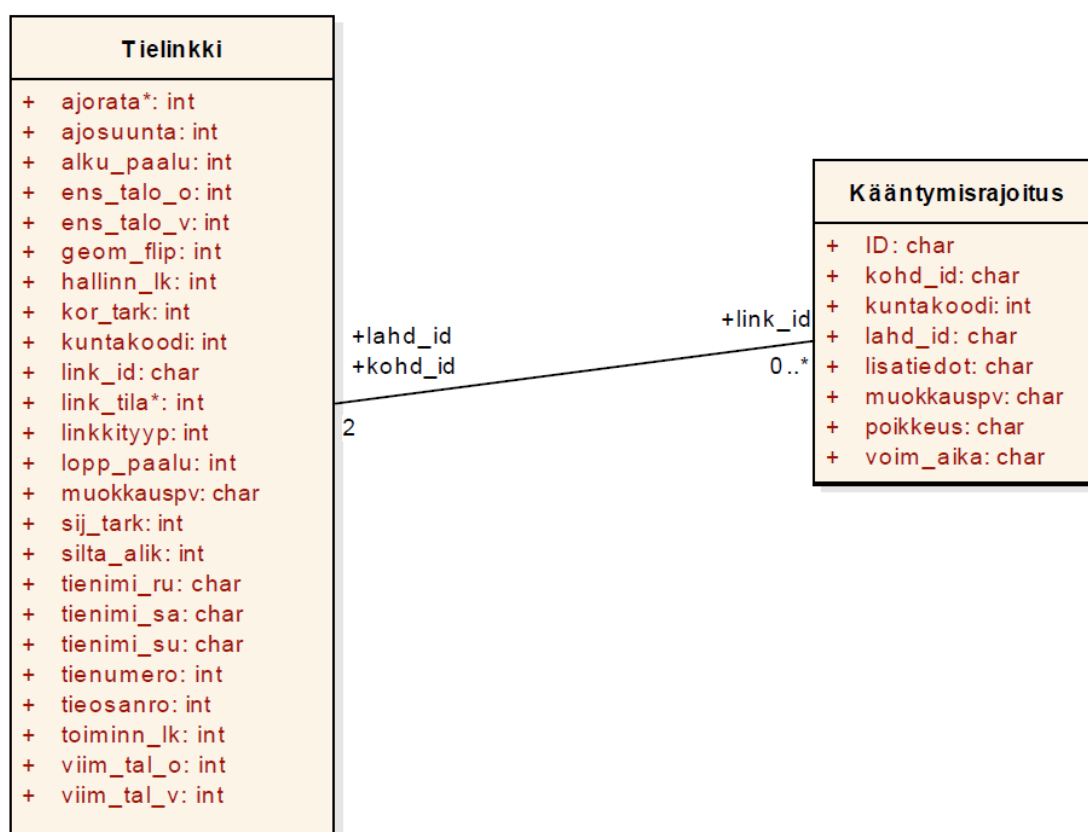 Tielinkki
+ ajorata*: int
+ ajosuunta: int
+ alku_paalu: int
+ ens_talo_o: int
+ ens_talo_v: int
+ geom_flip: int
+ hallinn_lk: int
+ kor_tark: int
+ kuntakoodi: int
+ link_id: char
+ link_tila*: int
+ linkkityyp: int
+ lopp_paalu: int
+ muokkauspv: char
+ sij_tark: int
+ silta_alik: int
+ tienimi_ru: char
+ tienimi_sa: char
+ tienimi_su: char
+ tienumero: int
+ tieosanro: int
+ toiminn_lk: int
+ viim_tal_o: int
+ viim_tal_v: int
+lahd_id
+kohd_id
2
+link_id
0..*
Kääntymisrajoitus
+ ID: char
+ kohd_id: char
+ kuntakoodi: int
+ lahd_id: char
+ lisatiedot: char
+ muokkauspv: char
+ poikkeus: char
+ voim_aika: char